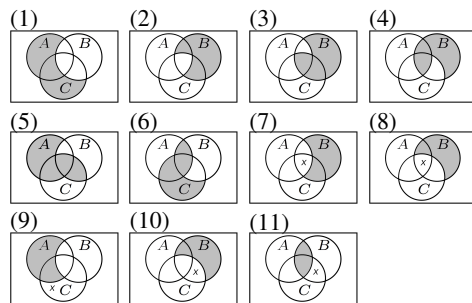 (1) (2) (3) (4)
A B A B A B A B
C C C C
(5) (6) (7) (8)
A B A B A B A B
x x
C C C C
(9) (10) (11)
A B A B A B
x x
C C C
x